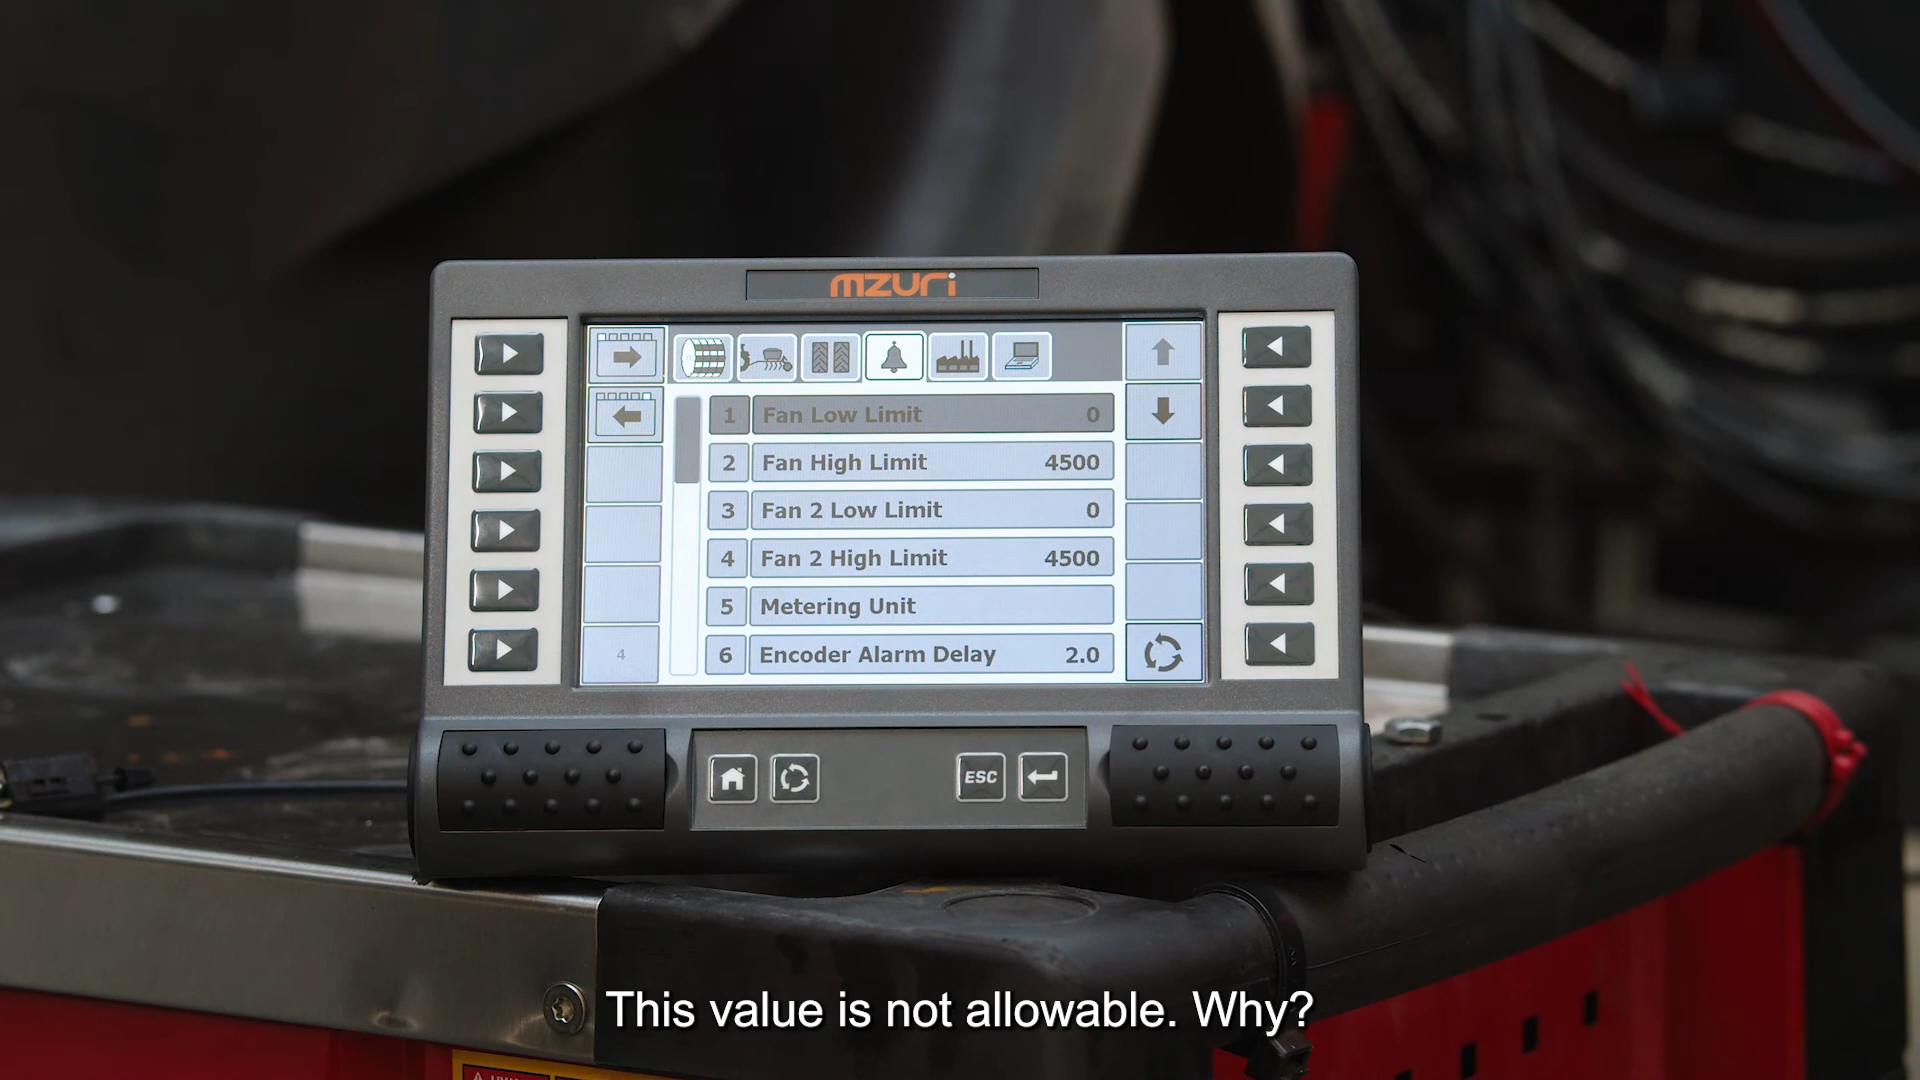 mzuri
1 Fan Low Limit 0
2 Fan High Limit 4500
3 Fan 2 Low Limit 0
4 Fan 2 High Limit 4500
5 Metering Unit
6 Encoder Alarm Delay 2.0
4
ESC
This value is not allowable. Why?